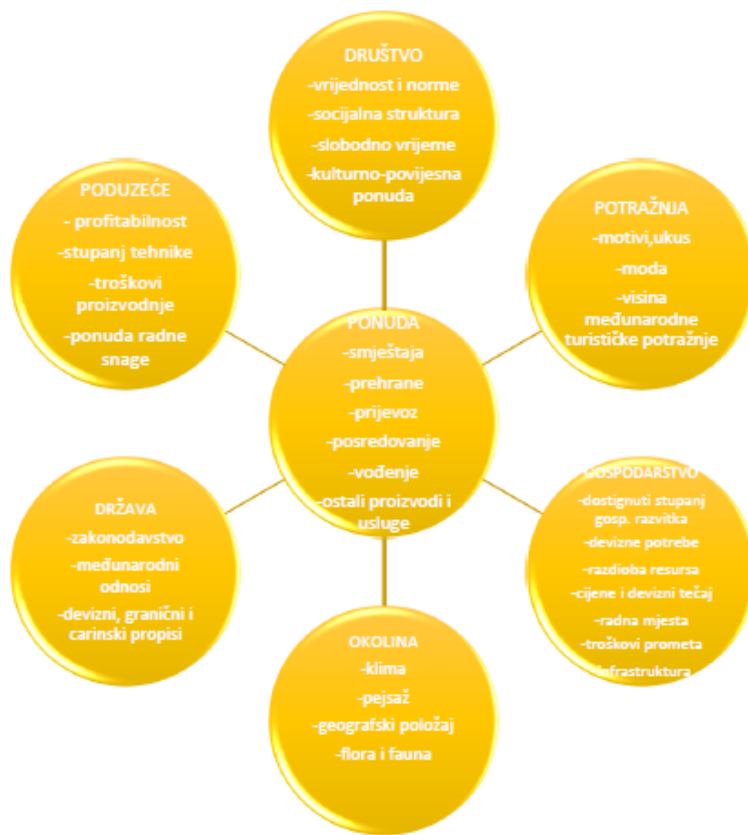 DRUŠTVO
-vrijednost i norme
-socijalna struktura
-slobodno vrijeme
-kulturno-povijesna
ponuda
PODUZEĆE
- profitabilnost
-stupanj tehnike
-troškovi
proizvodnje
-ponuda radne
snage
POTRAŽNJA
-motivi,ukus
-moda
-visina
međunarodne
turističke potražnje
PONUDA
-smještaja
-prehrane
-prijevoz
-posredovanje
-vođenje
-ostali proizvodi i
usluge
DRŽAVA
-zakonodavstvo
-međunarodni
odnosi
-devizni, granični i
carinski propisi
GOSPODARSTVO
-dostignuti stupanj
gosp. razvitka
-devizne potrebe
-razdioba resursa
-cijene i devizni tečaj
-radna mjesta
-troškovi prometa
-infrastruktura
OKOLINA
-klima
-pejsaž
-geografski položaj
-flora i fauna